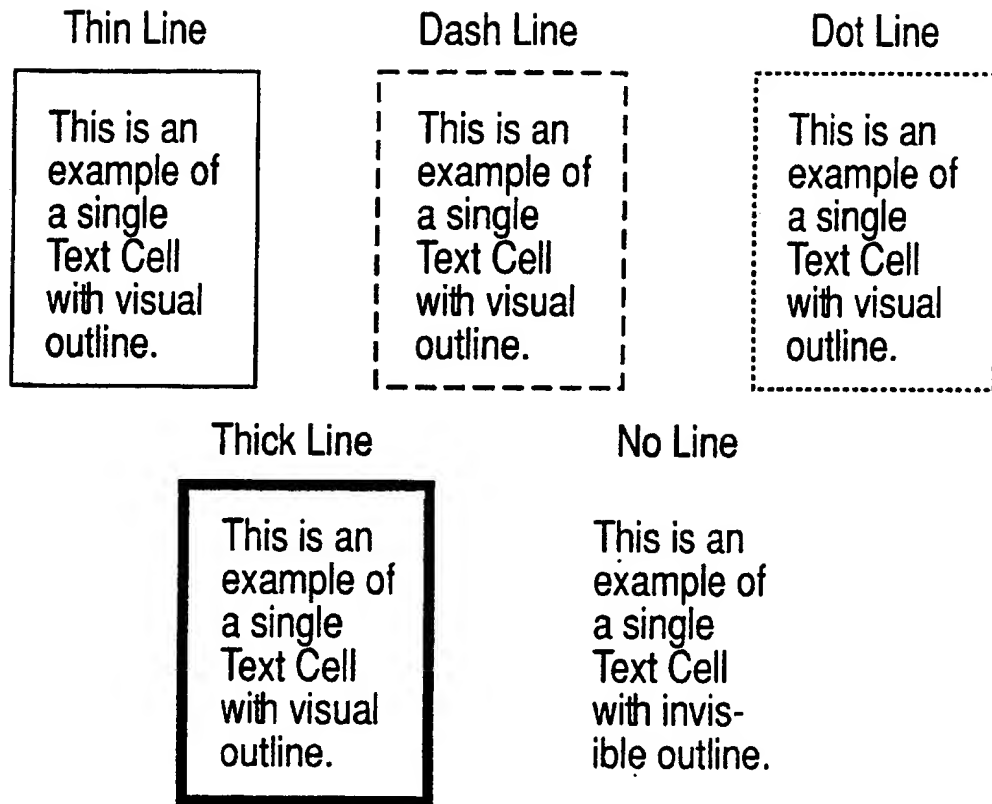 Thin Line
This is an
example of
a single
Text Cell
with visual
outline.
Dash Line
This is an
example of
a single
Text Cell
with visual
outline.
Dot Line
This is an
example of
a single
Text Cell
with visual
outline.
Thick Line
This is an
example of
a single
Text Cell
with visual
outline.
No Line
This is an
example of
a single
Text Cell
with invis-
ible outline.